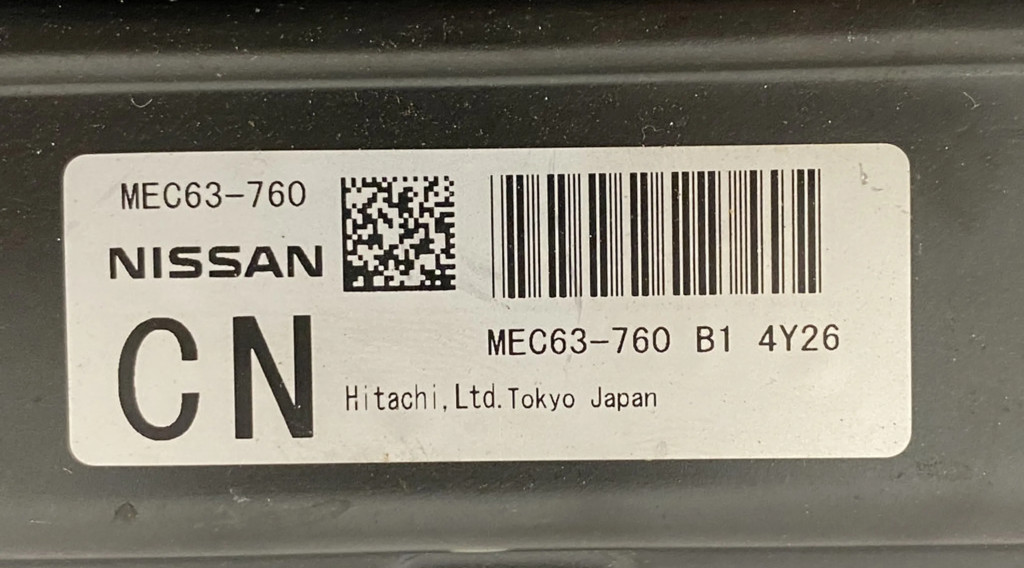 MEC63-760
NISSAN
CN
MEC63-760 B1 4Y26
Hitachi,Ltd.Tokyo Japan